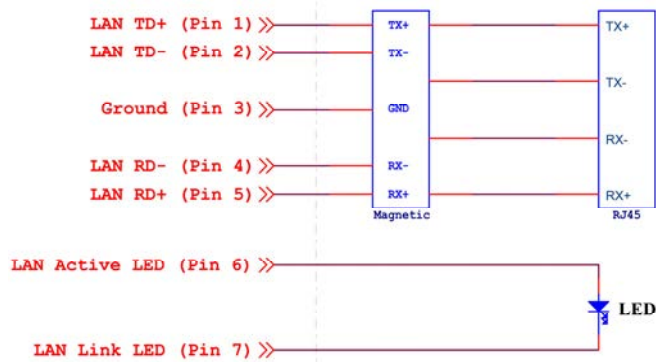 LAN TD+ (Pin 1) TX+ TX+
LAN TD- (Pin 2) TX-
TX-
Ground (Pin 3) GND
RX-
LAN RD- (Pin 4) RX-
LAN RD+ (Pin 5) RX+ RX+
Magnetic RJ45
LAN Active LED (Pin 6)
LED
LAN Link LED (Pin 7)